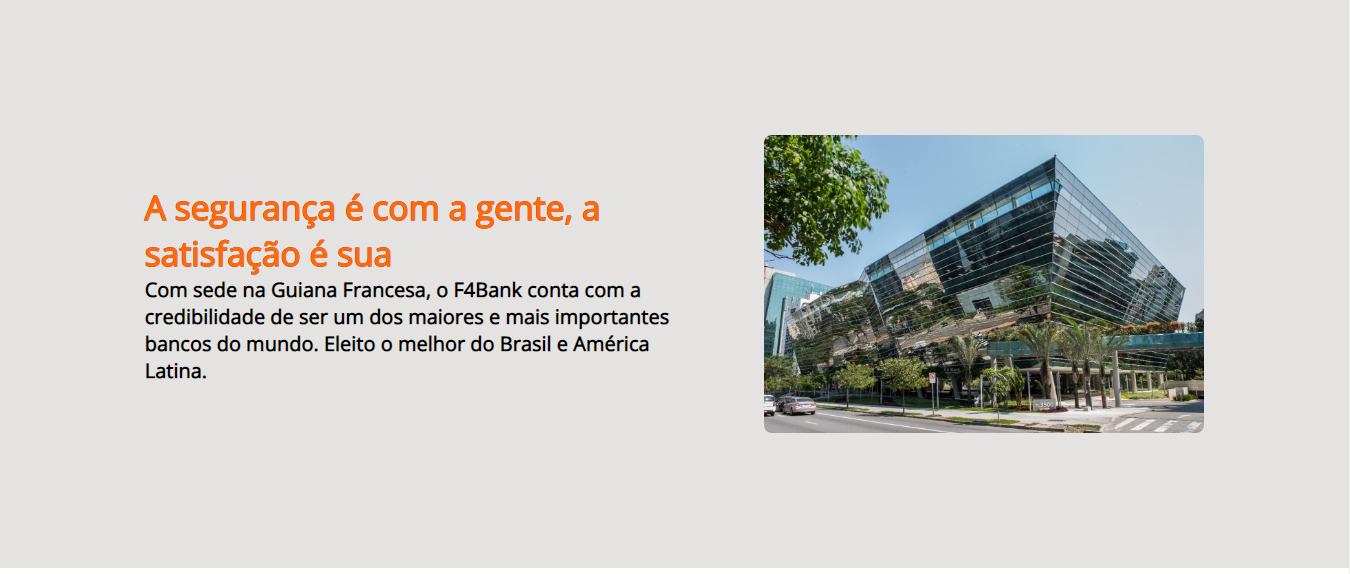 A segurança é com a gente, a
satisfação é sua
Com sede na Guiana Francesa, o F4Bank conta com a
credibilidade de ser um dos maiores e mais importantes
bancos do mundo. Eleito o melhor do Brasil e América
Latina.